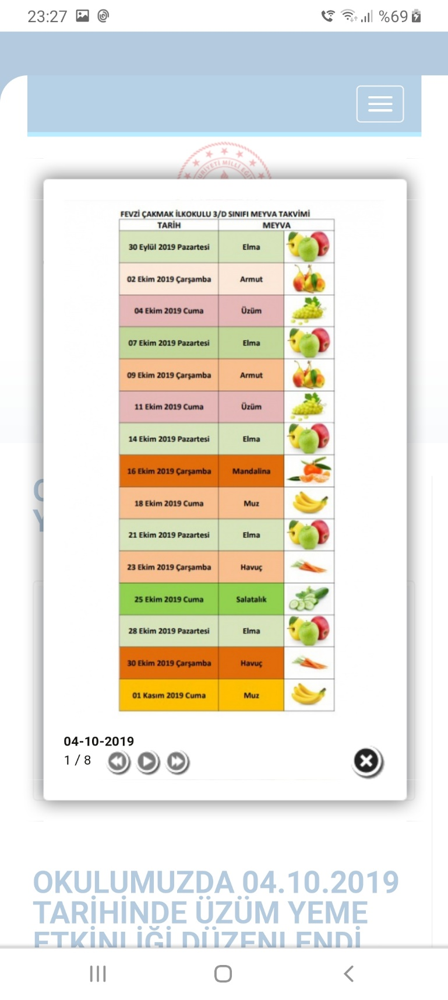 23:27 %69
URİYETİ MİLLİ EĞİ
FEVZİ ÇAKMAK İLKOKULU 3/D SINIFI MEYVA TAKVİMİ
TARİH MEYVA
30 Eylül 2019 Pazartesi Elma
02 Ekim 2019 Çarşamba Armut
04 Ekim 2019 Cuma Üzüm
07 Ekim 2019 Pazartesi Elma
09 Ekim 2019 Çarşamba Armut
11 Ekim 2019 Cuma Üzüm
14 Ekim 2019 Pazartesi Elma
16 Ekim 2019 Çarşamba Mandalina
18 Ekim 2019 Cuma Muz
21 Ekim 2019 Pazartesi Elma
23 Ekim 2019 Çarşamba Havuç
25 Ekim 2019 Cuma Salatalık
28 Ekim 2019 Pazartesi Elma
30 Ekim 2019 Çarşamba Havuç
01 Kasım 2019 Cuma Muz
04-10-2019
1 / 8
OKULUMUZDA 04.10.2019
TARİHİNDE ÜZÜM YEME
ETKİNLİĞİ DÜZENLENDİ